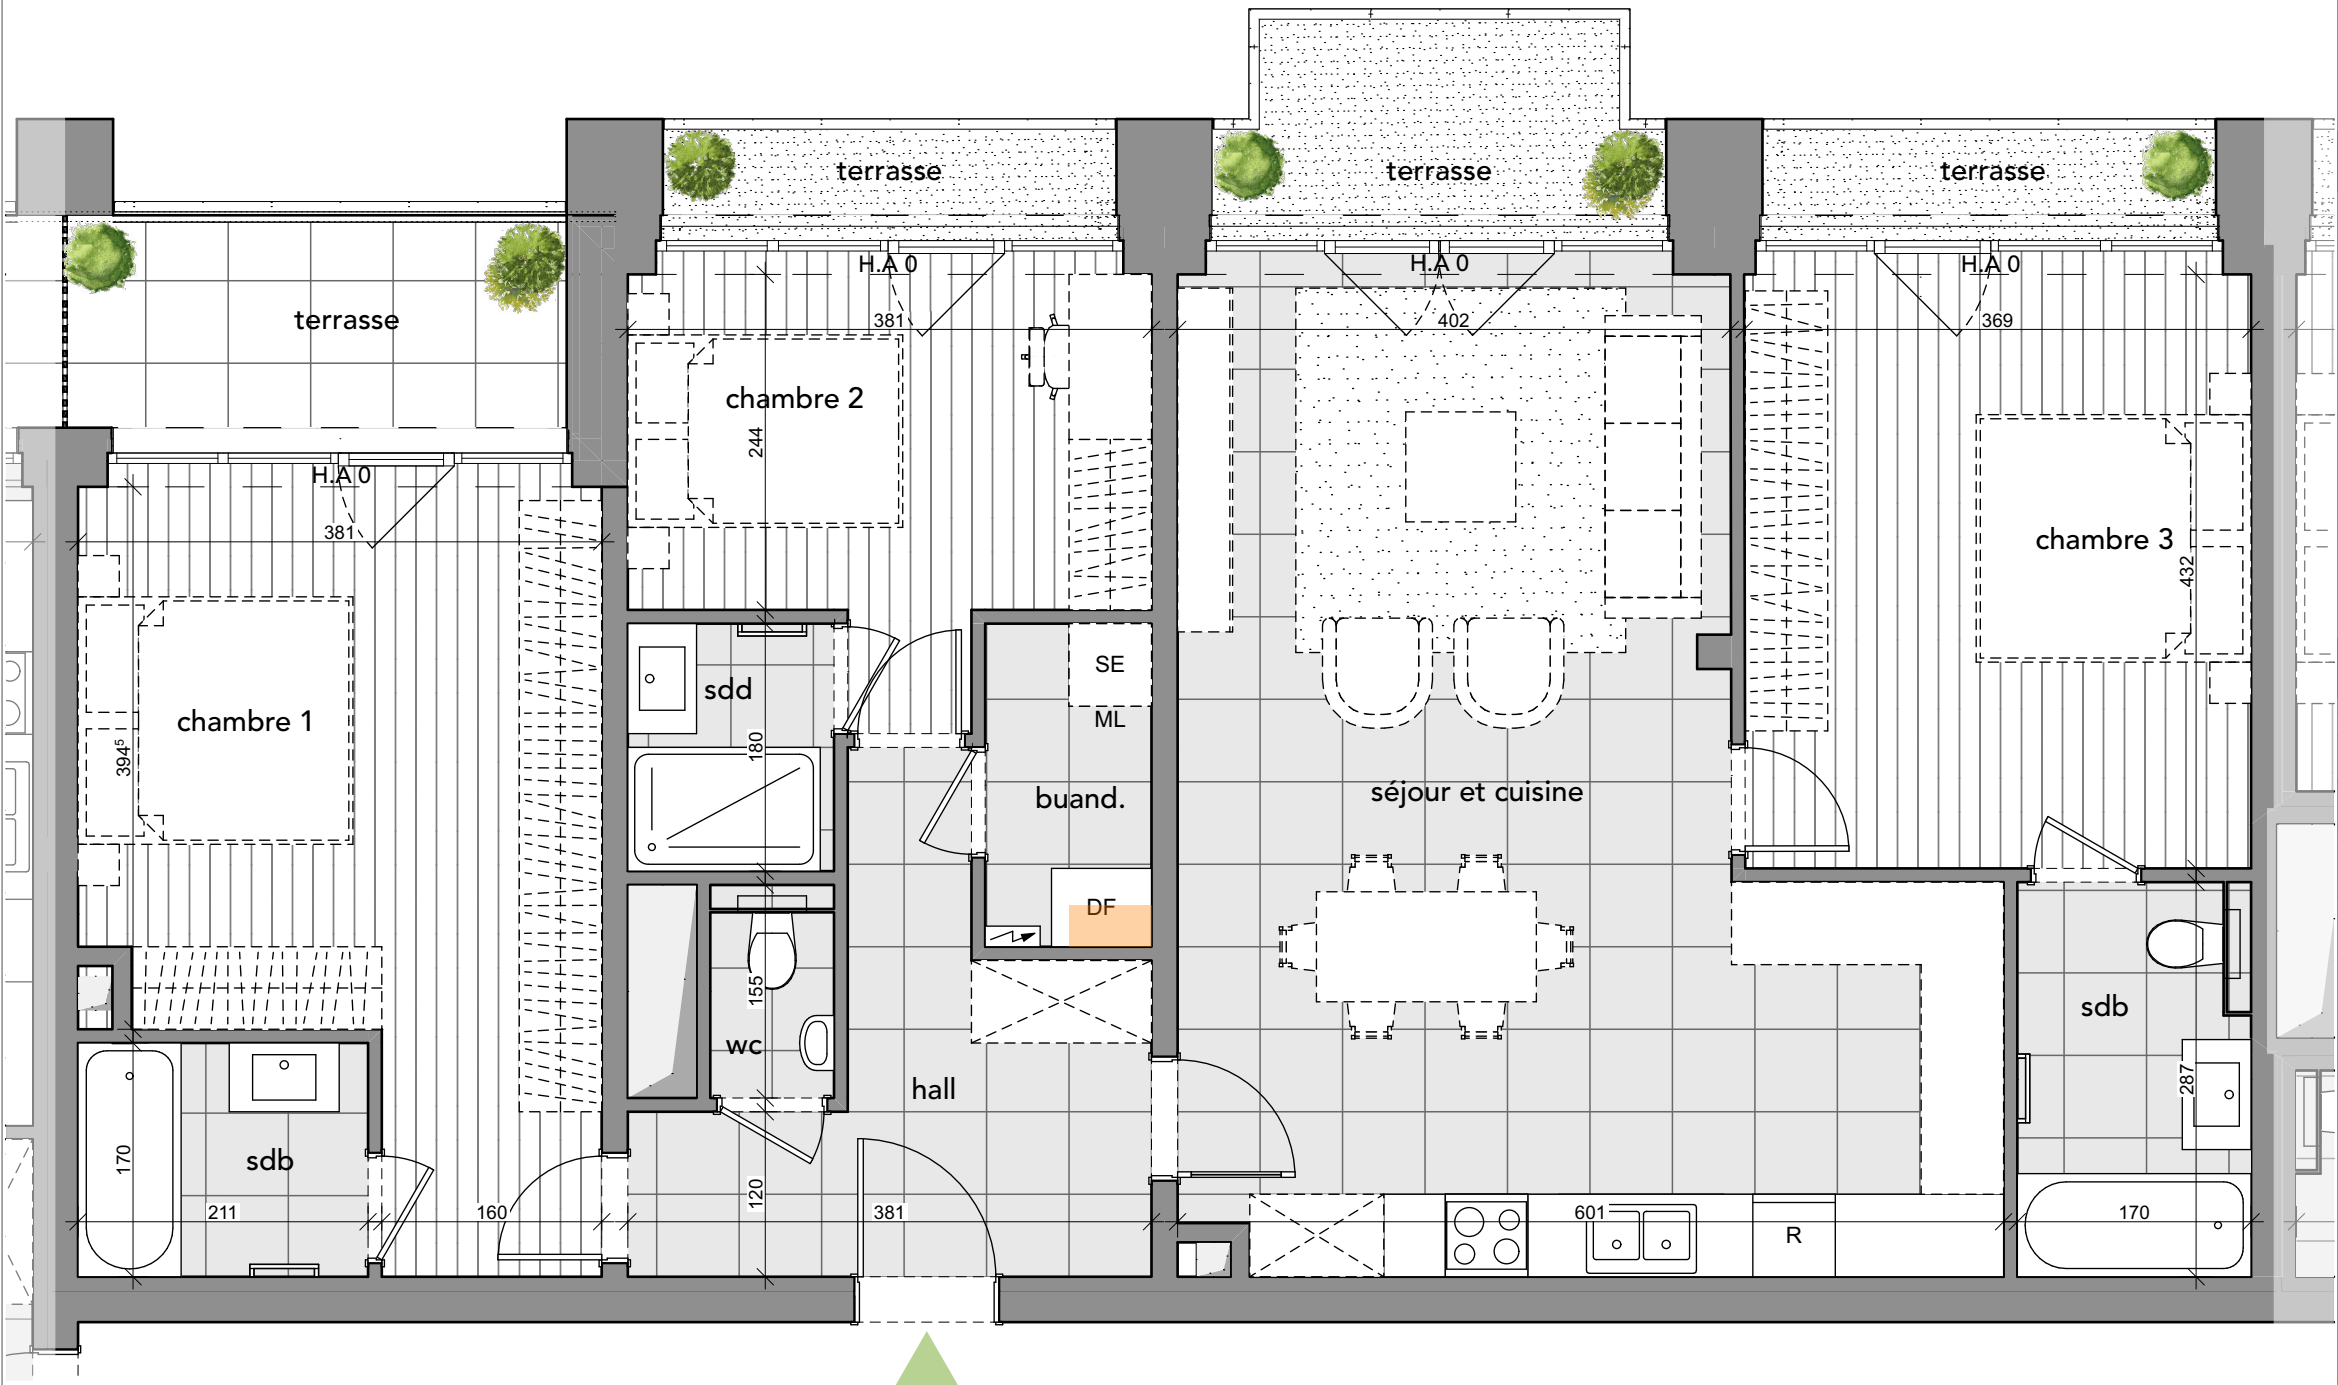 terrasse
terrasse
terrasse
terrasse
H.A 0
H.A 0
H.A 0
H.A 0
381
402
369
381
chambre 2
244
chambre 3
432
chambre 1
394⁵
sdd
180
SE
ML
buand.
DF
séjour et cuisine
wc
155
hall
120
sdb
170
211
160
381
601
R
sdb
287
170